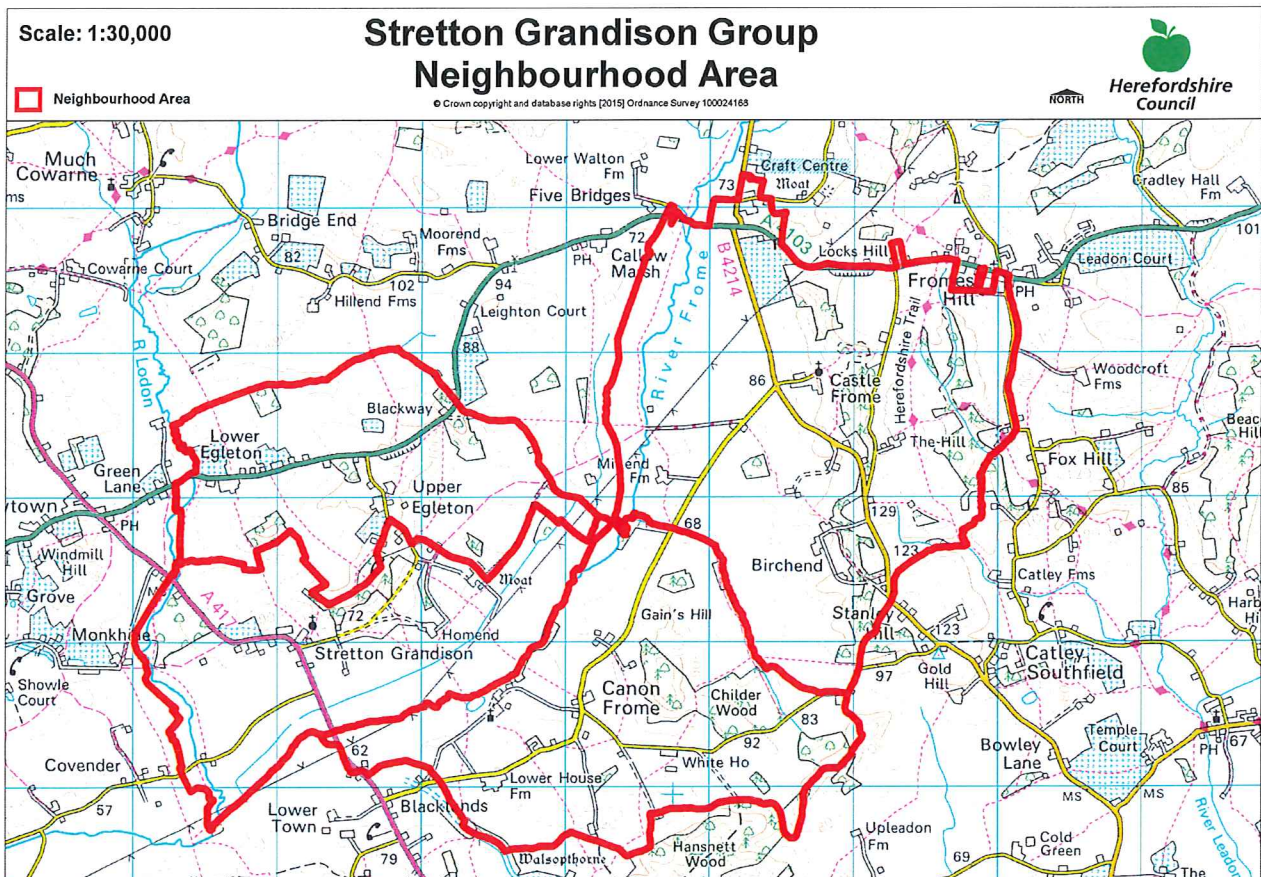 Scale: 1:30,000
Stretton Grandison Group
Neighbourhood Area
Neighbourhood Area
© Crown copyright and database rights [2015] Ordnance Survey 100024168
NORTH
Herefordshire
Council
Much
Cowarne
ms
Bridge End
82
Cowarne Court
Hillend Fms
102
Moorend
Fms
94
Leighton Court
88
Lower Walton
Fm
Five Bridges
72
PH
Callow
Marsh
73
Craft Centre
Moat
A 4103
B4214
River Frome
Locks Hill
Fromes
Hill
PH
Cradley Hall
Fm
101
Leadon Court
Herefordshire Trail
Woodcroft
Fms
R Lodon
Blackway
Lower
Egleton
Green
Lane
ytown
PH
Windmill
Hill
Grove
Upper
Egleton
86
Castle
Frome
The Hill
Fox Hill
85
Millend
Fm
68
129
123
Birchend
Catley Fms
Moat
MS
A 417
72
Homend
Monkh
Stretton Grandison
Showle
Court
Gain's Hill
Stanley
Hill
123
97
Gold
Hill
Catley
Southfield
Canon
Frome
Childer
Wood
83
92
White Ho
Bowley
Lane
Temple
Court
PH
67
MS
MS
River Leadon
Covender
57
62
Lower House
Fm
Lower
Town
Blacklands
79
Walsopthorne
Hansnett
Wood
Upleadon
Fm
69
Cold
Green
The